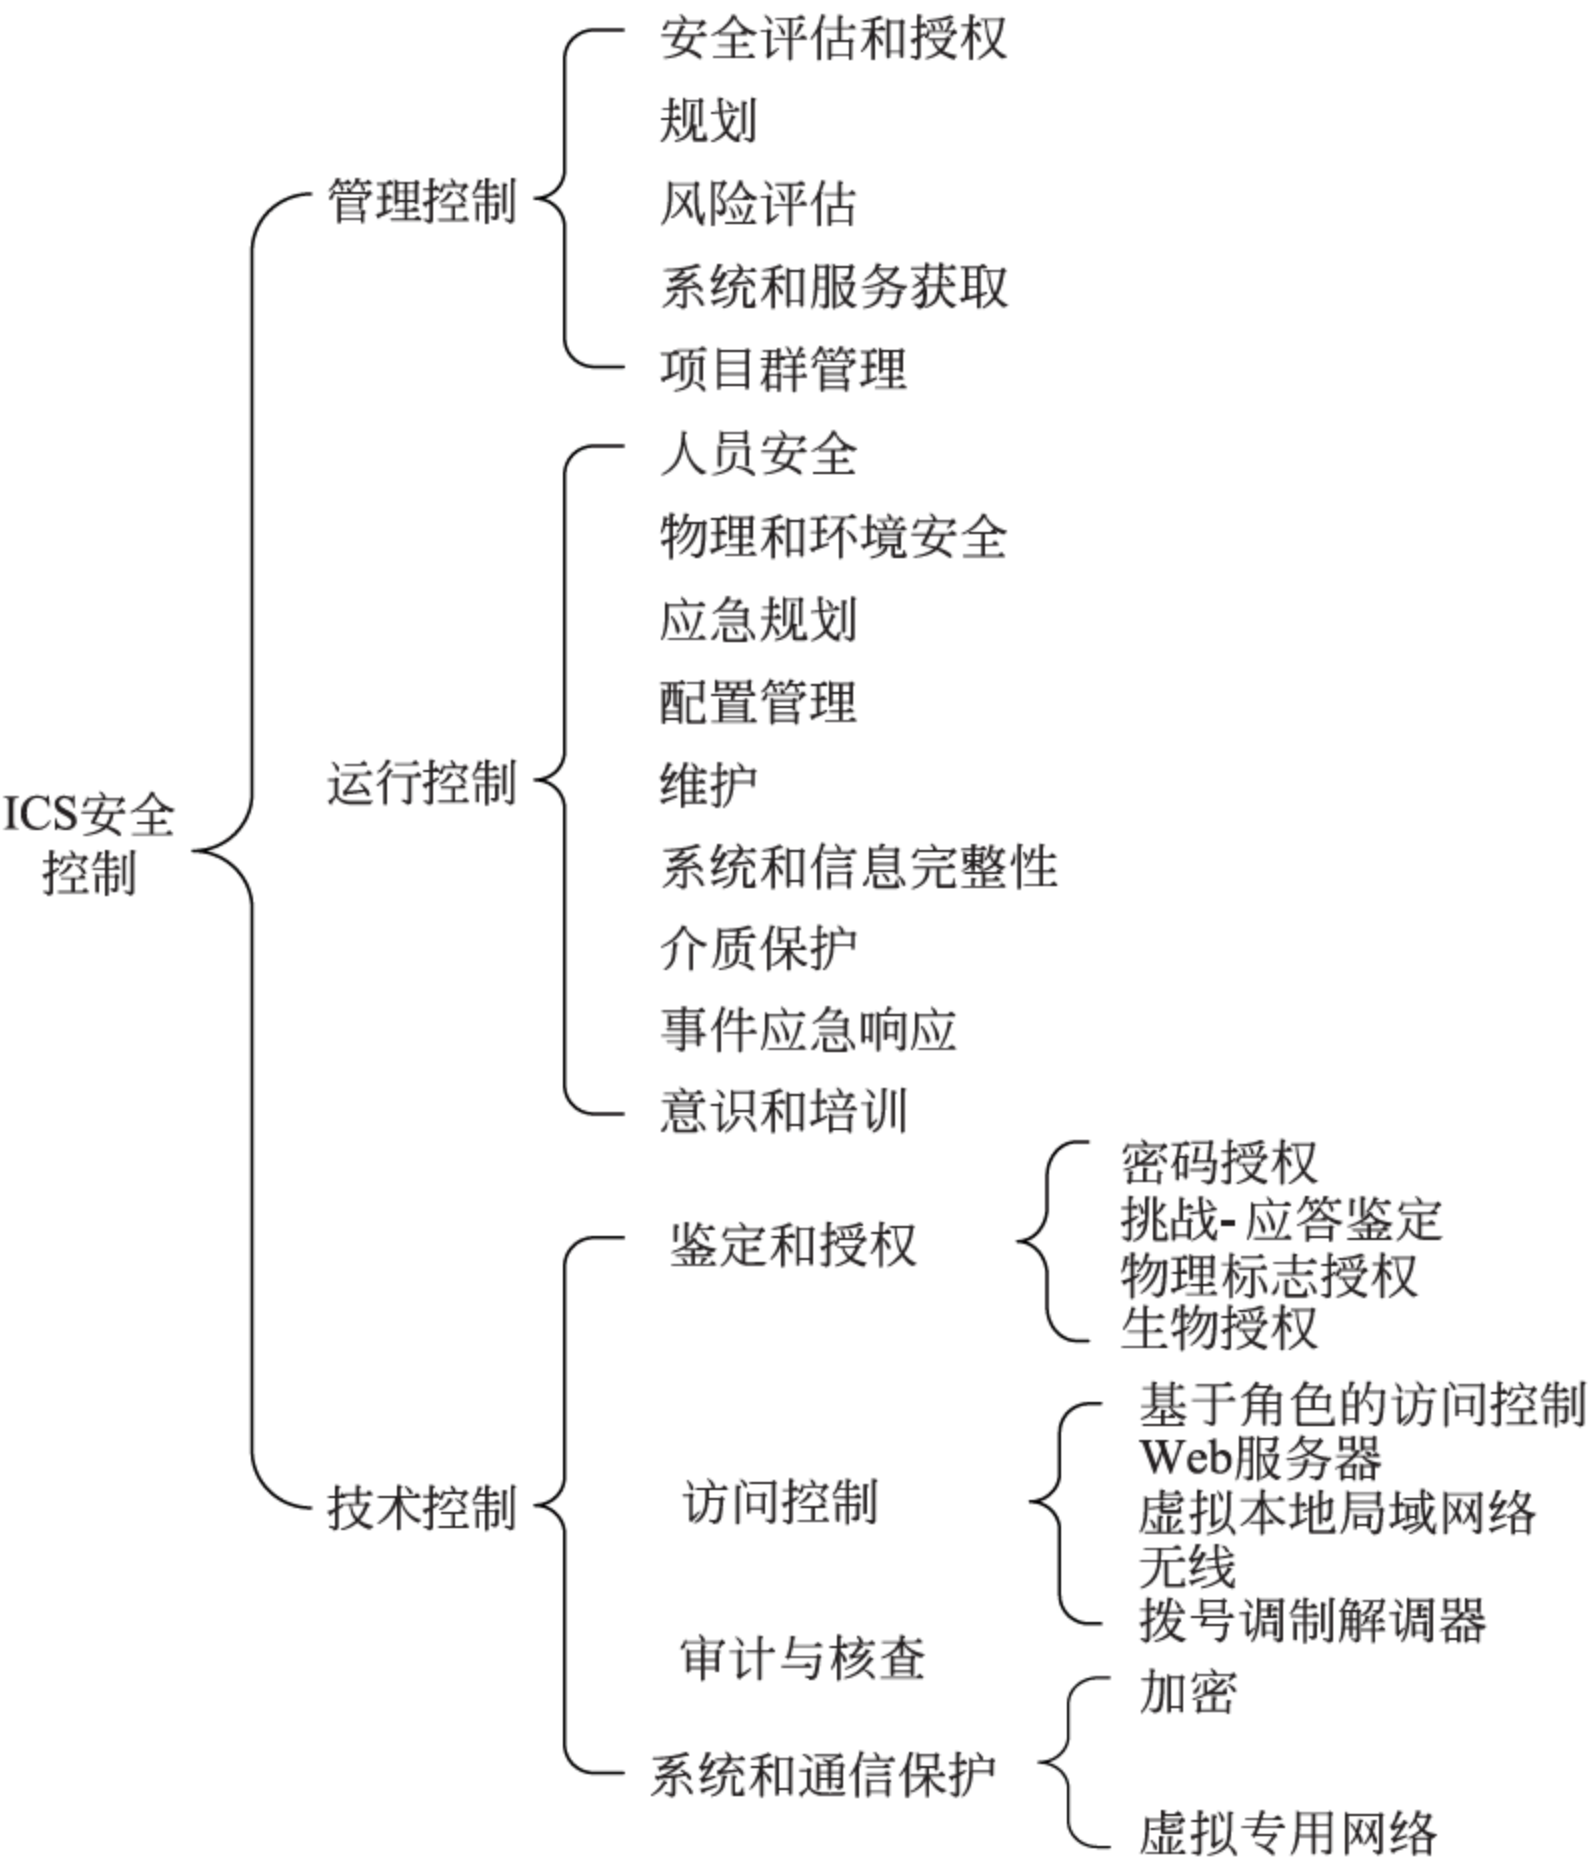 安全评估和授权
规划
管理控制
风险评估
系统和服务获取
项目群管理
人员安全
物理和环境安全
应急规划
配置管理
ICS安全
控制
运行控制
维护
系统和信息完整性
介质保护
事件应急响应
意识和培训
技术控制
鉴定和授权
密码授权
挑战-应答鉴定
物理标志授权
生物授权
访问控制
基于角色的访问控制
Web服务器
虚拟本地局域网络
无线
拨号调制解调器
审计与核查
系统和通信保护
加密
虚拟专用网络